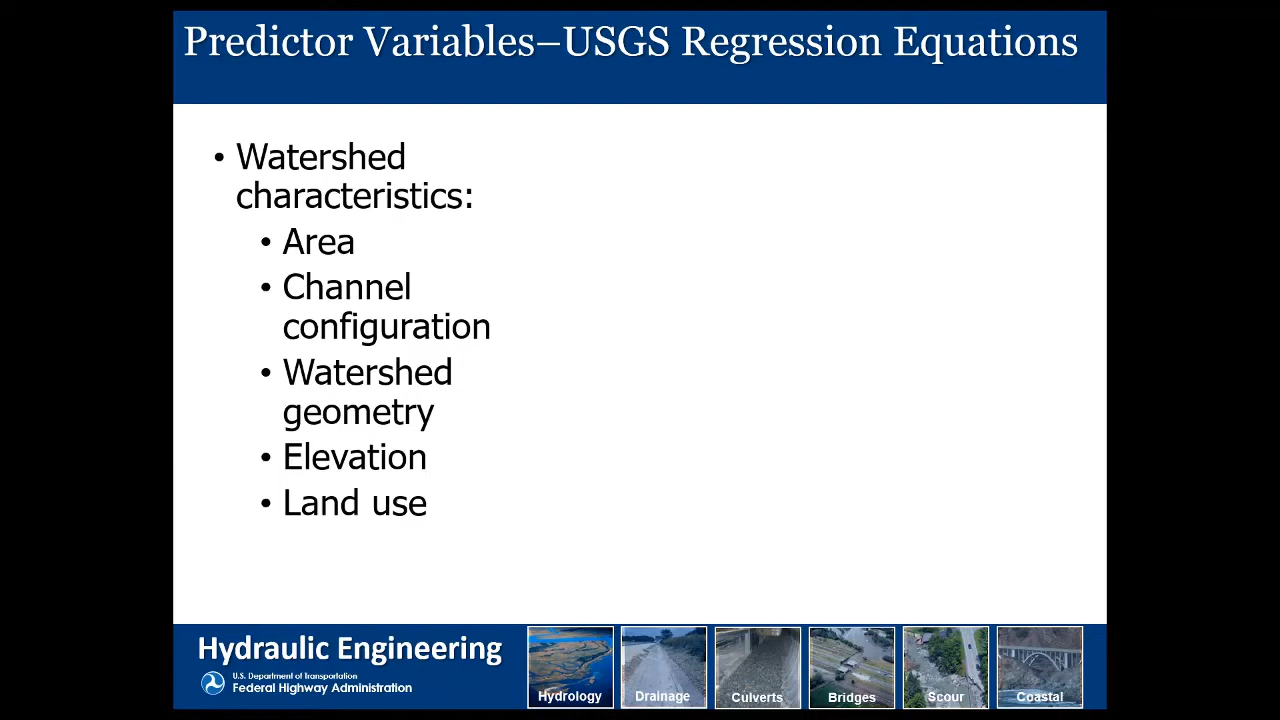 Predictor Variables–USGS Regression Equations
• Watershed
characteristics:
• Area
• Channel
configuration
• Watershed
geometry
• Elevation
• Land use
Hydraulic Engineering
U.S. Department of Transportation
Federal Highway Administration
Hydrology
Drainage
Culverts
Bridges
Scour
Coastal